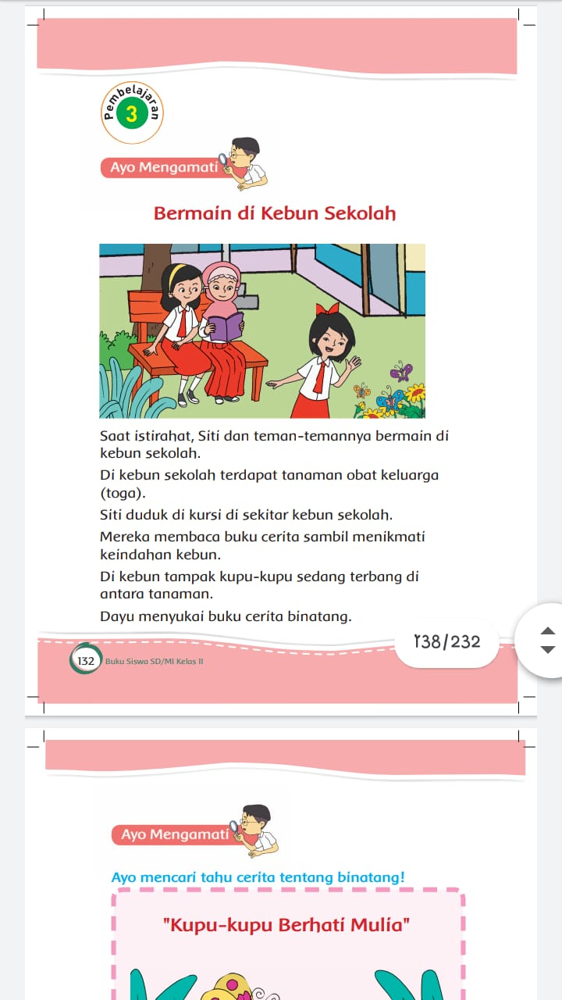 Pembelajaran
3
Ayo Mengamati
Bermain di Kebun Sekolah
Saat istirahat, Siti dan teman-temannya bermain di
kebun sekolah.
Di kebun sekolah terdapat tanaman obat keluarga
(toga).
Siti duduk di kursi di sekitar kebun sekolah.
Mereka membaca buku cerita sambil menikmati
keindahan kebun.
Di kebun tampak kupu-kupu sedang terbang di
antara tanaman.
Dayu menyukai buku cerita binatang.
138/232
132 Buku Siswa SD/MI Kelas II
Ayo Mengamati
Ayo mencari tahu cerita tentang binatang!
"Kupu-kupu Berhati Mulia"